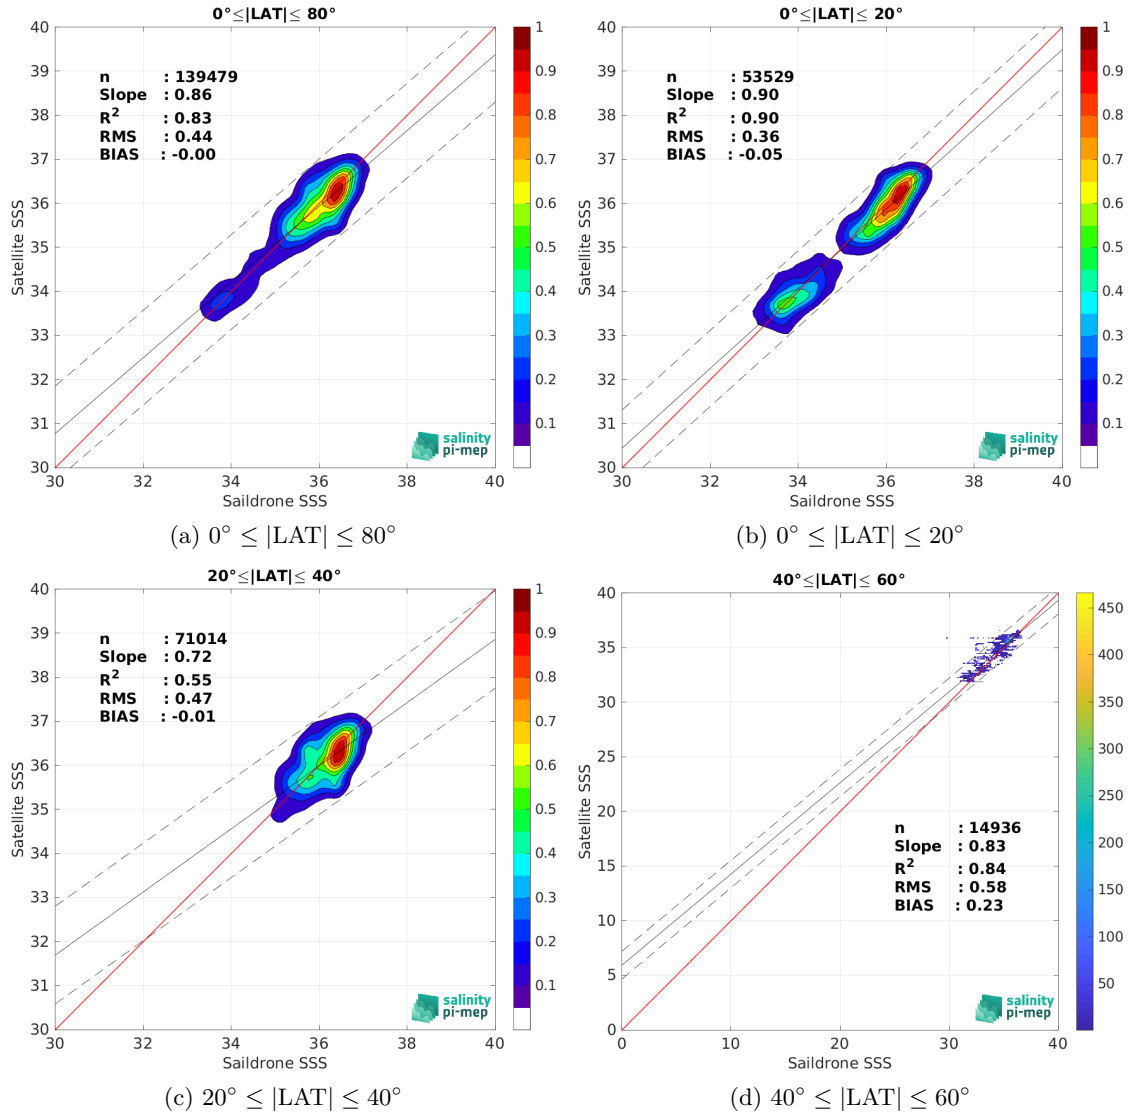 0°≤|LAT|≤ 80°
n : 139479
Slope : 0.86
R² : 0.83
RMS : 0.44
BIAS : -0.00
40
39
38
37
36
35
34
33
32
31
30
Satellite SSS
30 32 34 36 38 40
Saildrone SSS
1
0.9
0.8
0.7
0.6
0.5
0.4
0.3
0.2
0.1
salinity
pi-mep
(a) 0° ≤ |LAT| ≤ 80°
0°≤|LAT|≤ 20°
n : 53529
Slope : 0.90
R² : 0.90
RMS : 0.36
BIAS : -0.05
40
39
38
37
36
35
34
33
32
31
30
Satellite SSS
30 32 34 36 38 40
Saildrone SSS
1
0.9
0.8
0.7
0.6
0.5
0.4
0.3
0.2
0.1
salinity
pi-mep
(b) 0° ≤ |LAT| ≤ 20°
20°≤|LAT|≤ 40°
n : 71014
Slope : 0.72
R² : 0.55
RMS : 0.47
BIAS : -0.01
40
39
38
37
36
35
34
33
32
31
30
Satellite SSS
30 32 34 36 38 40
Saildrone SSS
1
0.9
0.8
0.7
0.6
0.5
0.4
0.3
0.2
0.1
salinity
pi-mep
(c) 20° ≤ |LAT| ≤ 40°
40°≤|LAT|≤ 60°
40
35
30
25
20
15
10
5
0
Satellite SSS
n : 14936
Slope : 0.83
R² : 0.84
RMS : 0.58
BIAS : 0.23
0 10 20 30 40
Saildrone SSS
450
400
350
300
250
200
150
100
50
salinity
pi-mep
(d) 40° ≤ |LAT| ≤ 60°